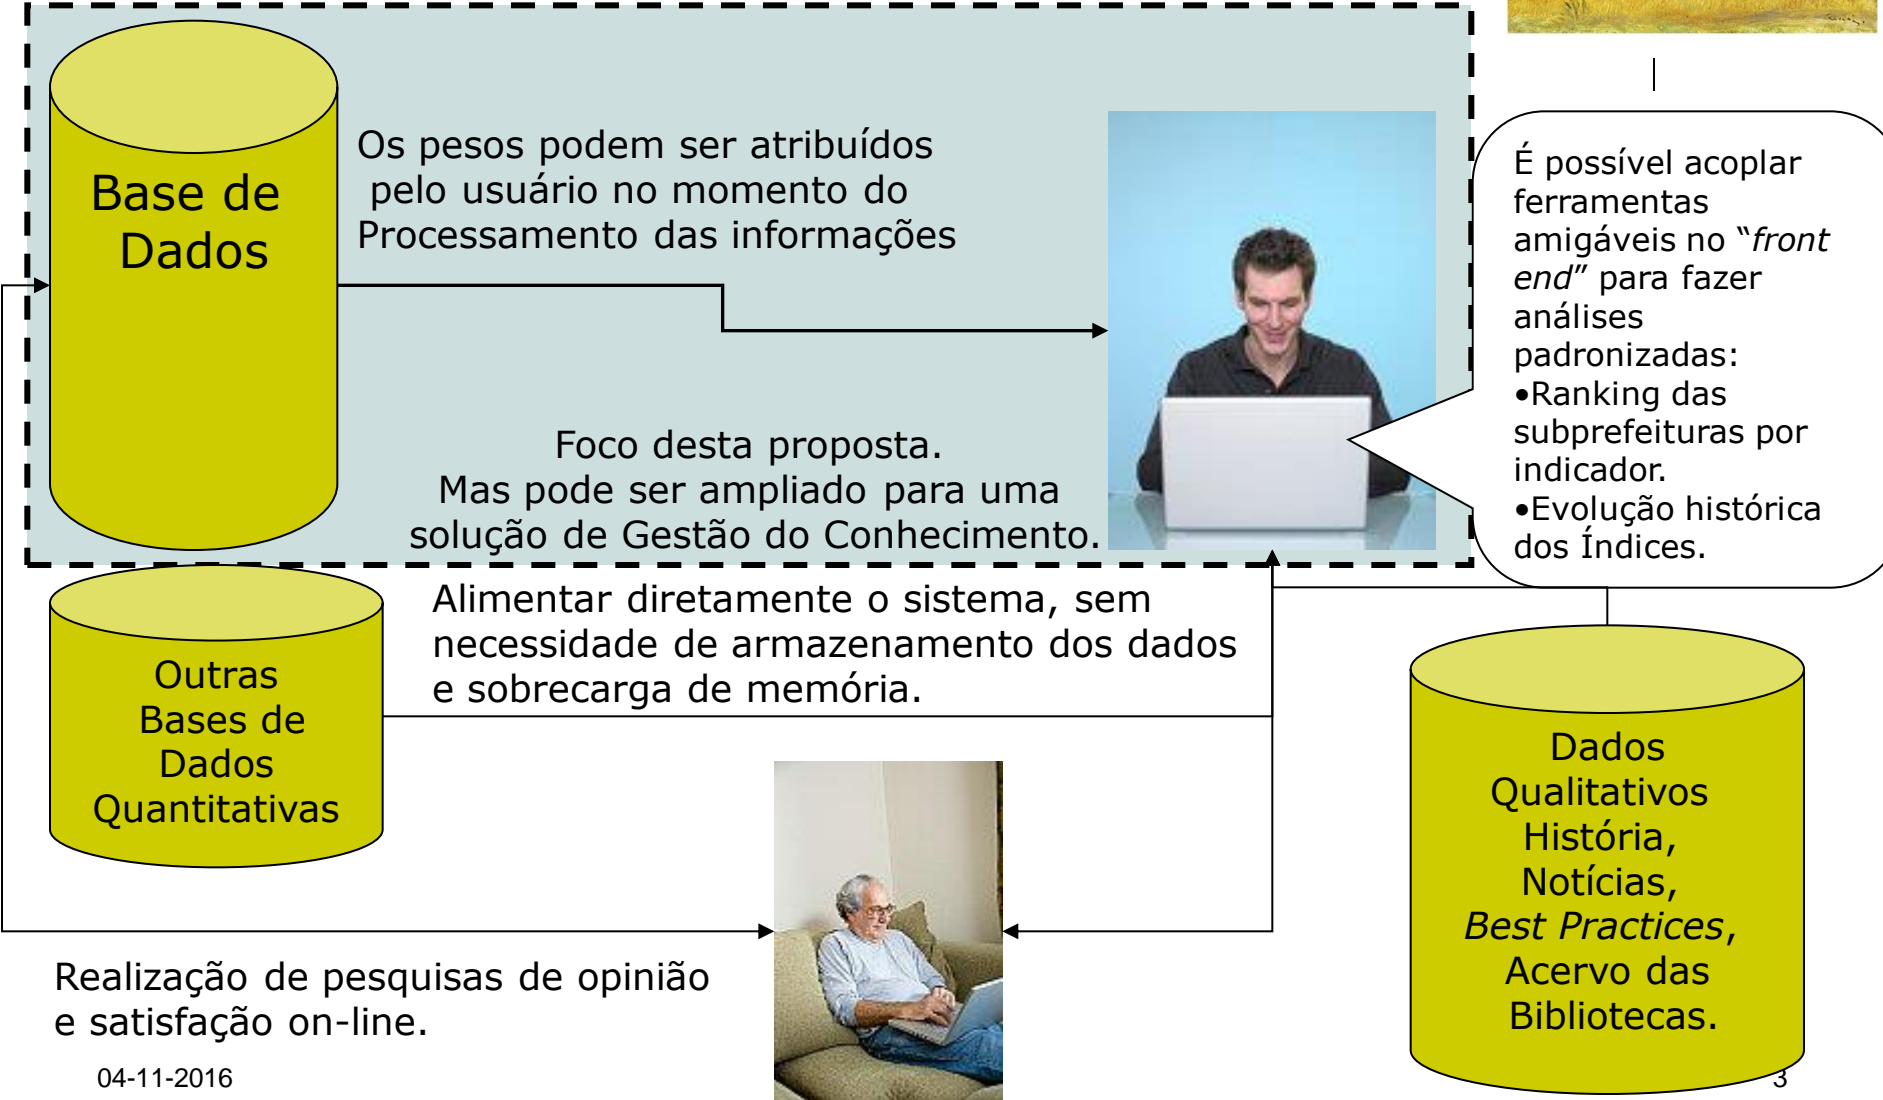 Base de
Dados
Os pesos podem ser atribuídos
pelo usuário no momento do
Processamento das informações
Foco desta proposta.
Mas pode ser ampliado para uma
solução de Gestão do Conhecimento.
É possível acoplar
ferramentas
amigáveis no “front
end” para fazer
análises
padronizadas:
•Ranking das
subprefeituras por
indicador.
•Evolução histórica
dos Índices.
Outras
Bases de
Dados
Quantitativas
Alimentar diretamente o sistema, sem
necessidade de armazenamento dos dados
e sobrecarga de memória.
Dados
Qualitativos
História,
Notícias,
Best Practices,
Acervo das
Bibliotecas.
Realização de pesquisas de opinião
e satisfação on-line.
04-11-2016
3